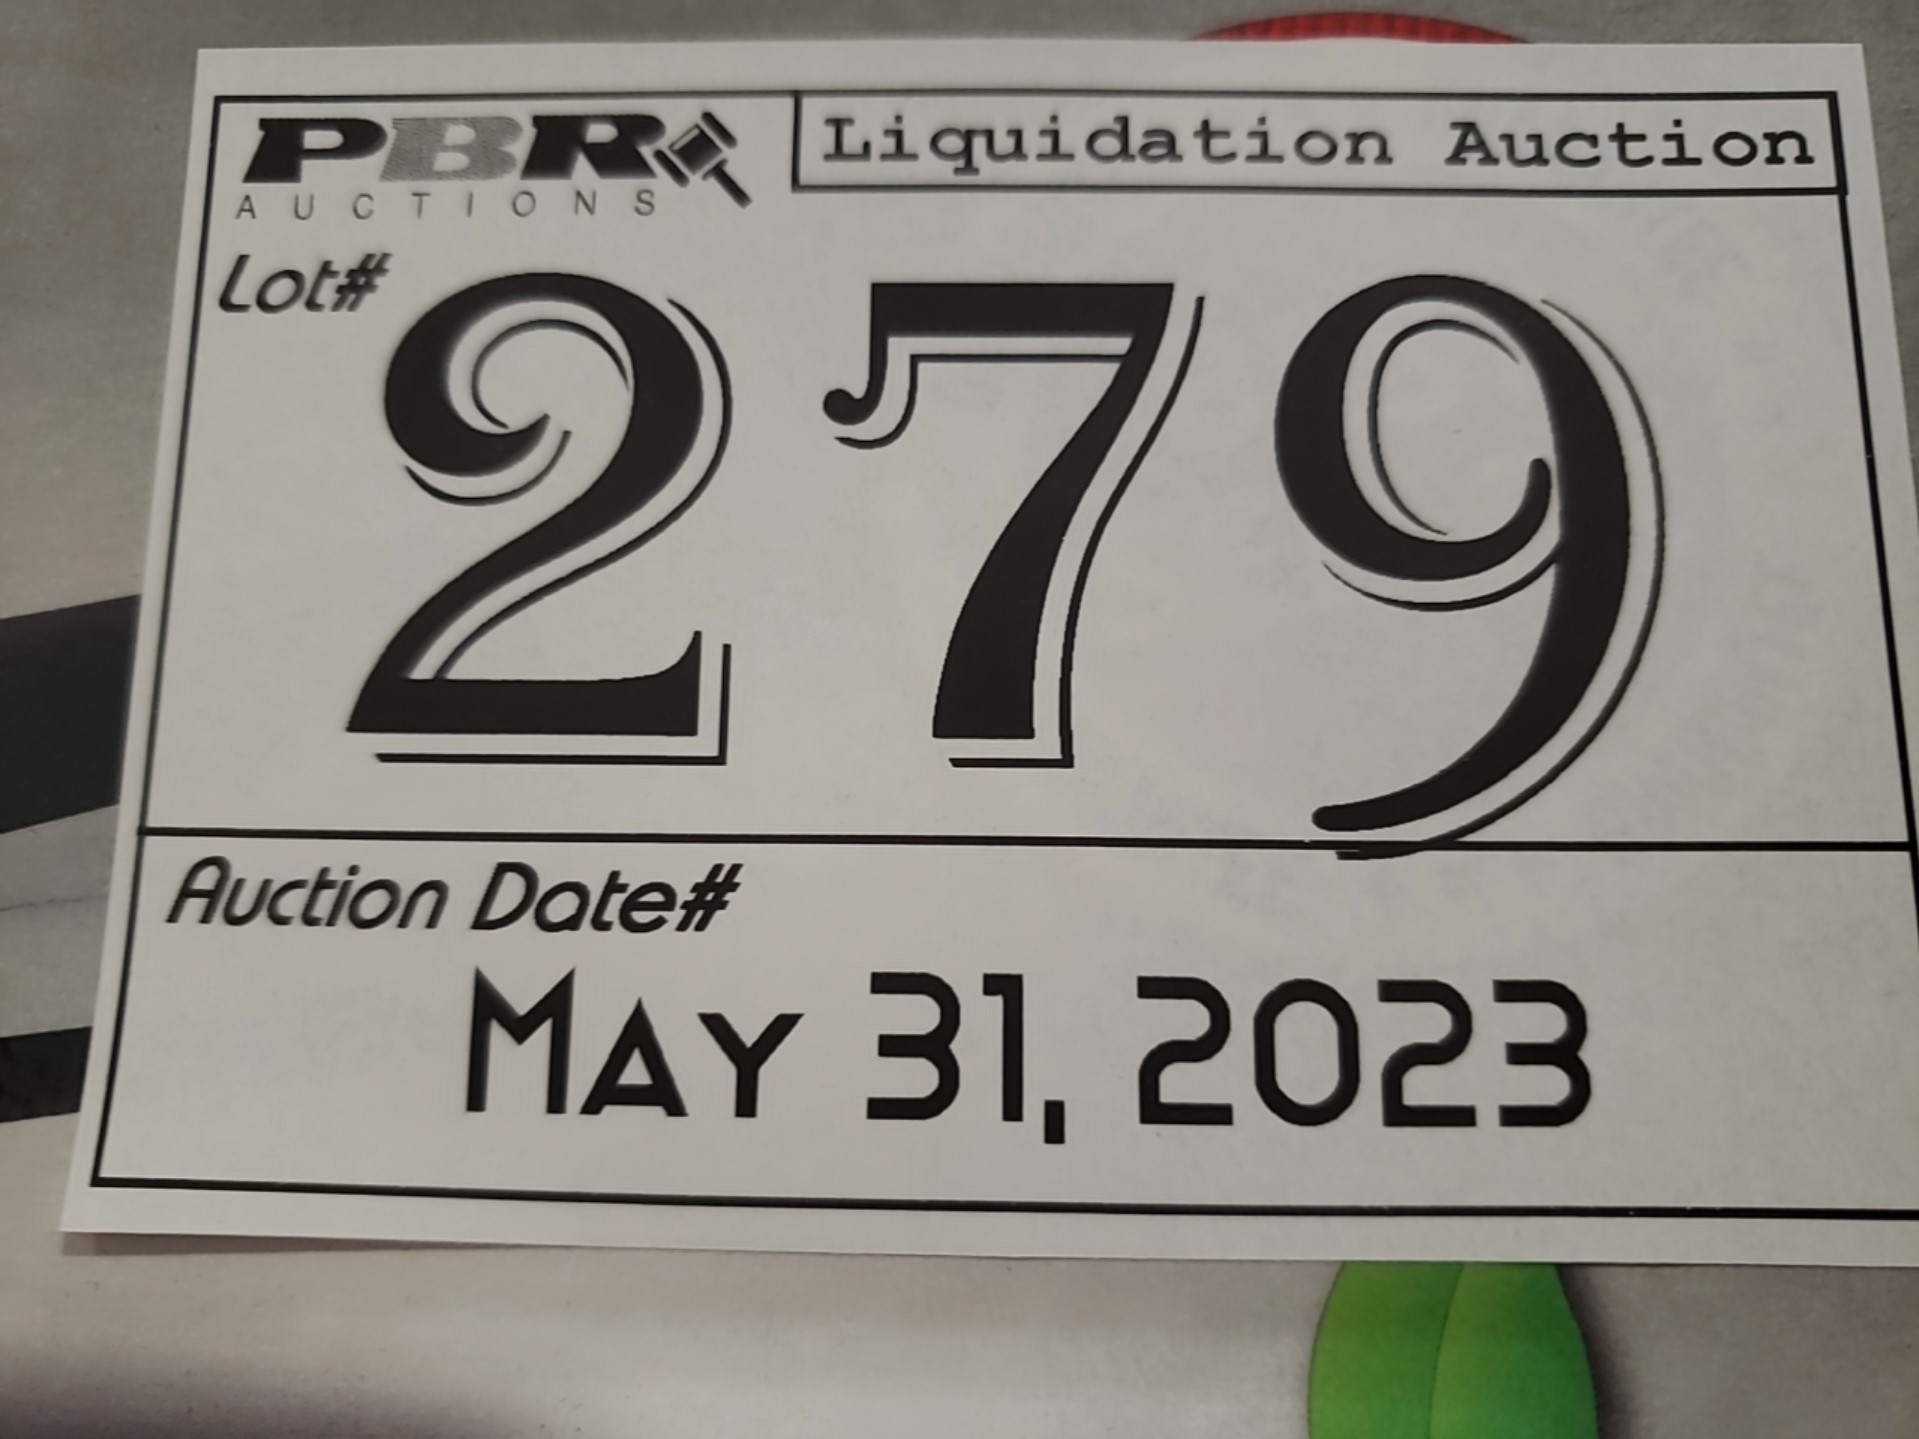 PBR
AUCTIONS
Liquidation Auction
Lot#
279
Auction Date#
May 31, 2023